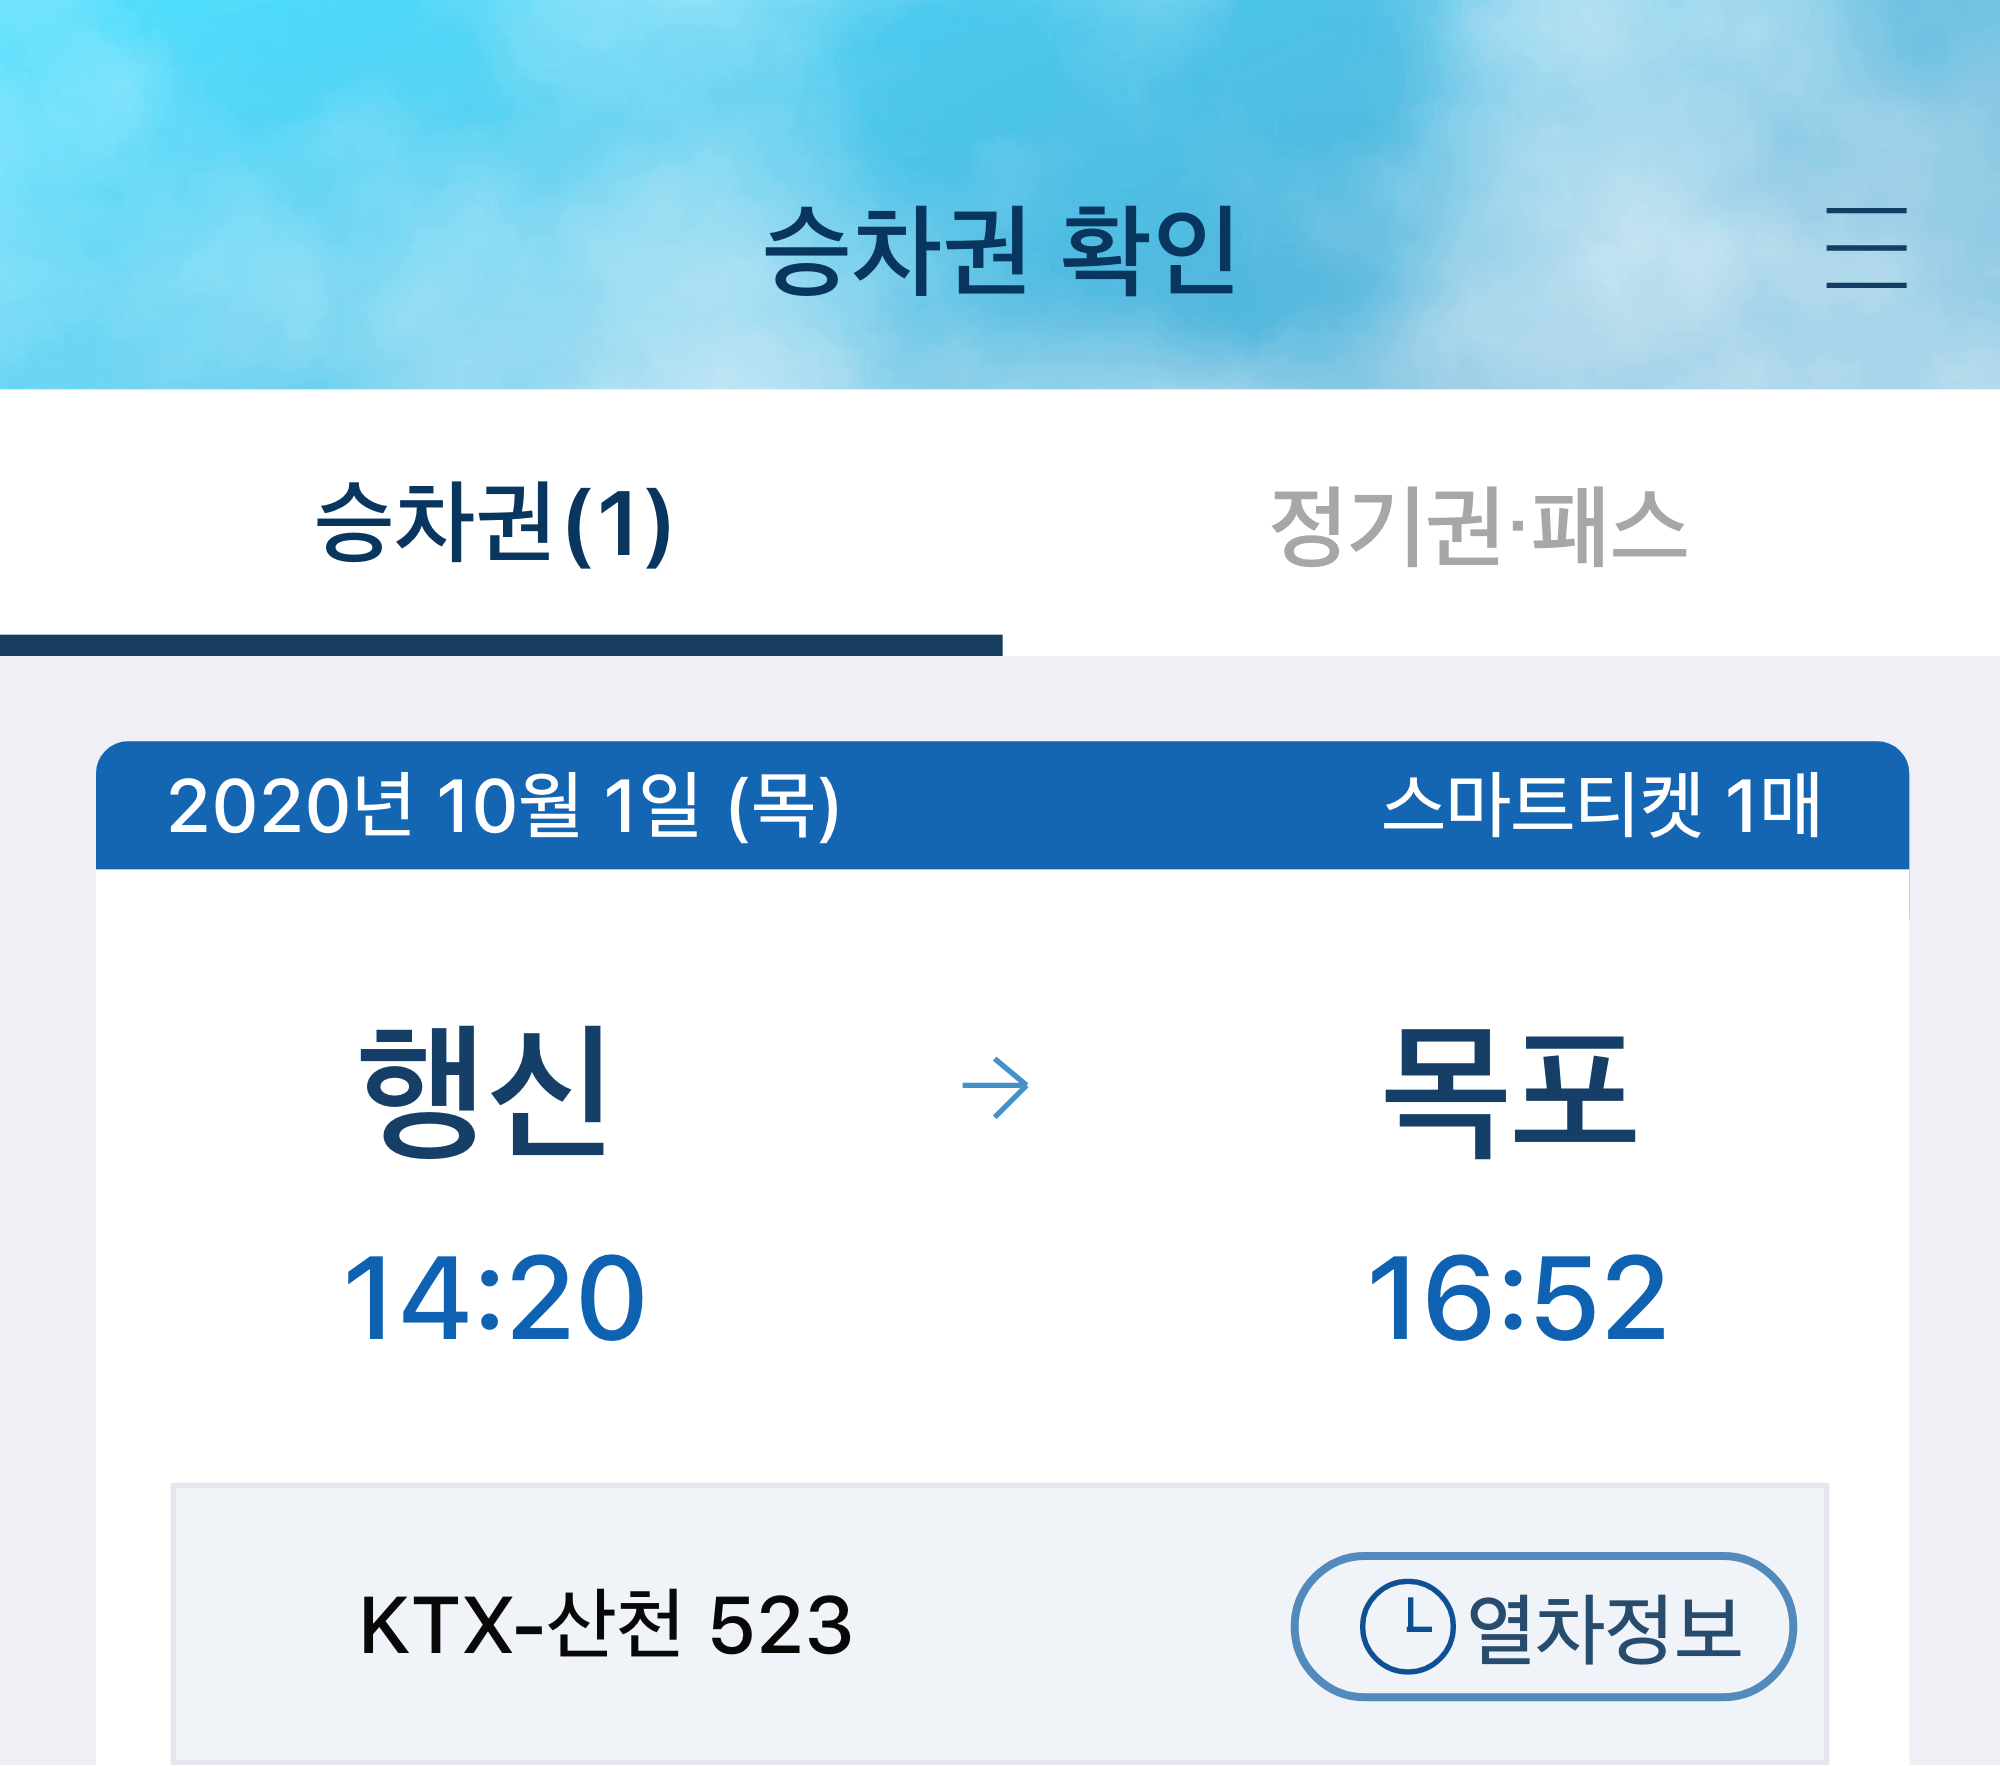 승차권 확인
승차권(1)
정기권·패스
2020년 10월 1일 (목)
스마트티켓 1매
행신
목포
14:20
16:52
KTX-산천 523
열차정보